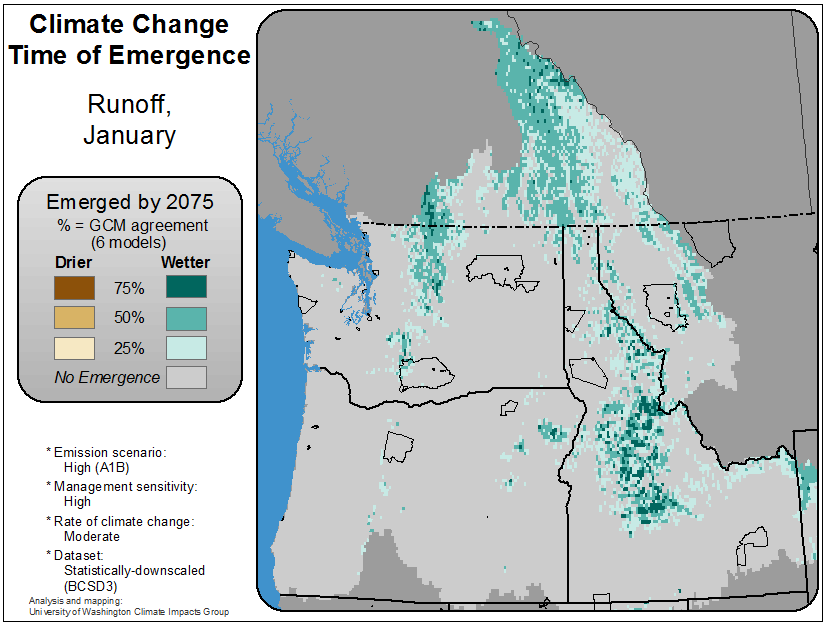 Climate Change
Time of Emergence
Runoff,
January
Emerged by 2075
% = GCM agreement
(6 models)
Drier Wetter
75%
50%
25%
No Emergence
* Emission scenario:
High (A1B)
* Management sensitivity:
High
* Rate of climate change:
Moderate
* Dataset:
Statistically-downscaled
(BCSD3)
Analysis and mapping:
University of Washington Climate Impacts Group